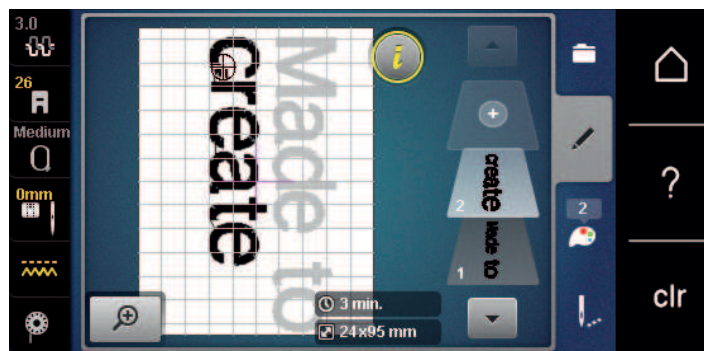 3.0
26
Medium
0mm
Made to
create
i
create
2
Made to
1
3 min.
24x95 mm
2
?
clr